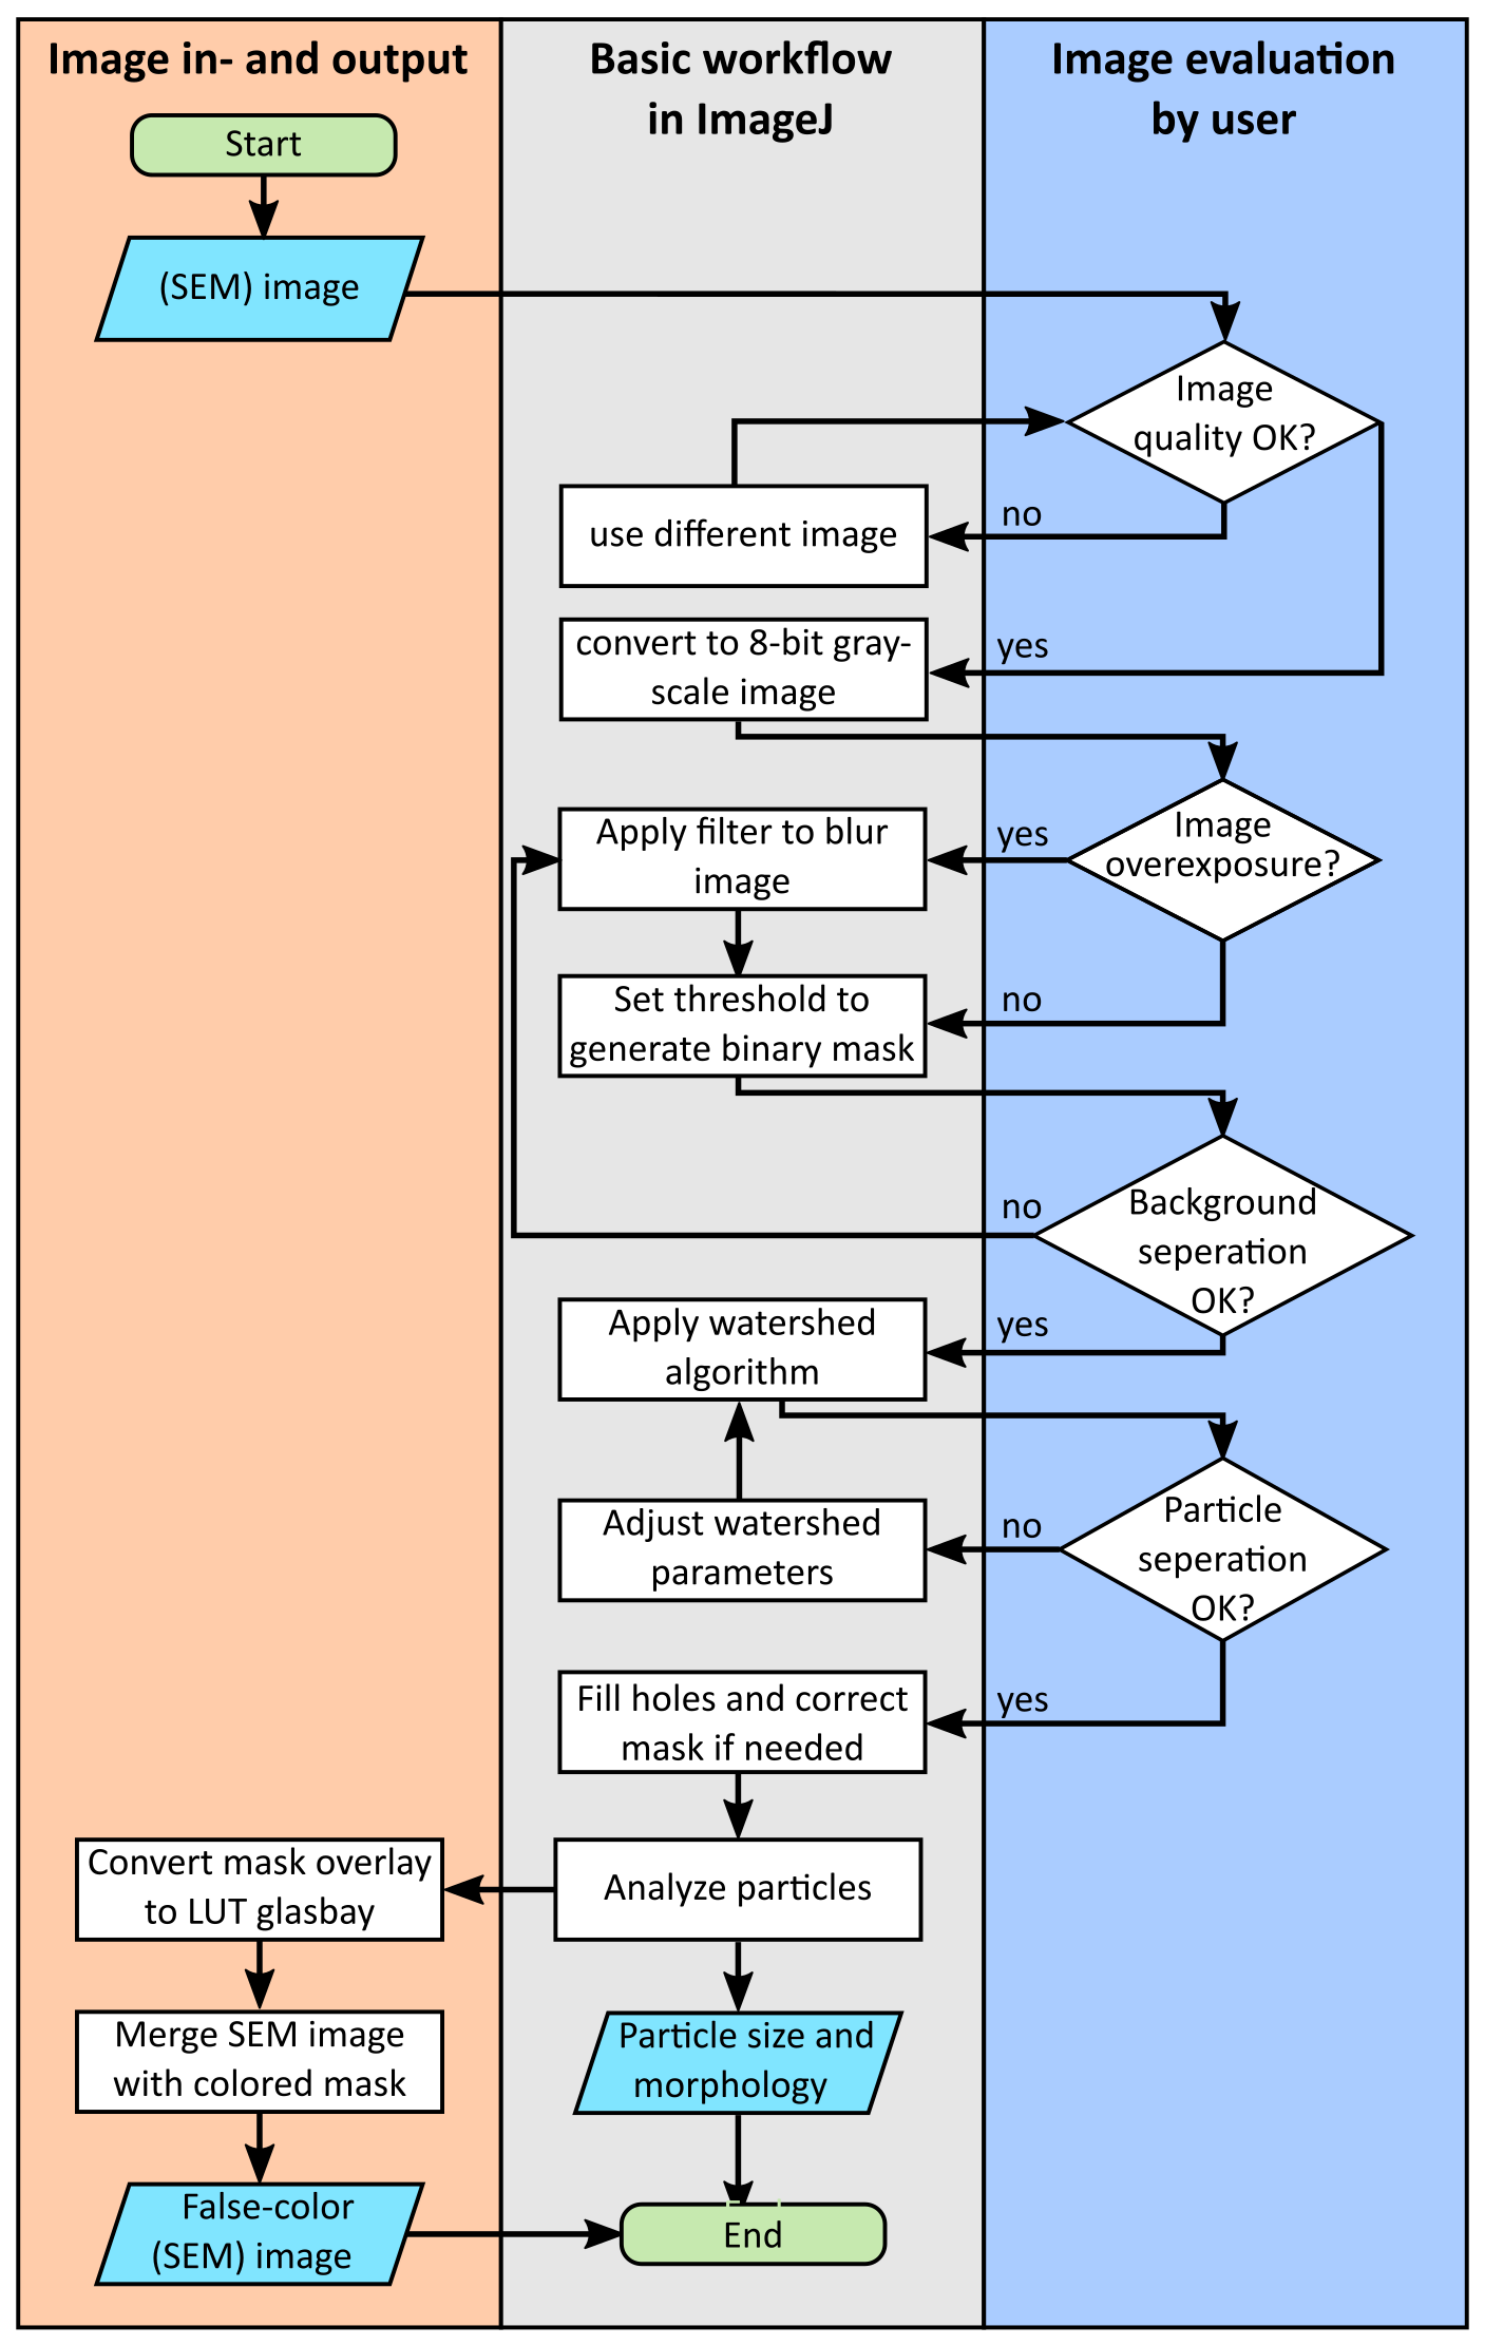 Image in- and output
Basic workflow
in ImageJ
Image evaluation
by user
Start
(SEM) image
Image
quality OK?
no
use different image
yes
convert to 8-bit gray-
scale image
Image
overexposure?
yes
Apply filter to blur
image
no
Set threshold to
generate binary mask
Background
seperation
OK?
no
yes
Apply watershed
algorithm
Particle
seperation
OK?
no
Adjust watershed
parameters
yes
Fill holes and correct
mask if needed
Analyze particles
Convert mask overlay
to LUT glasbay
Merge SEM image
with colored mask
Particle size and
morphology
False-color
(SEM) image
End